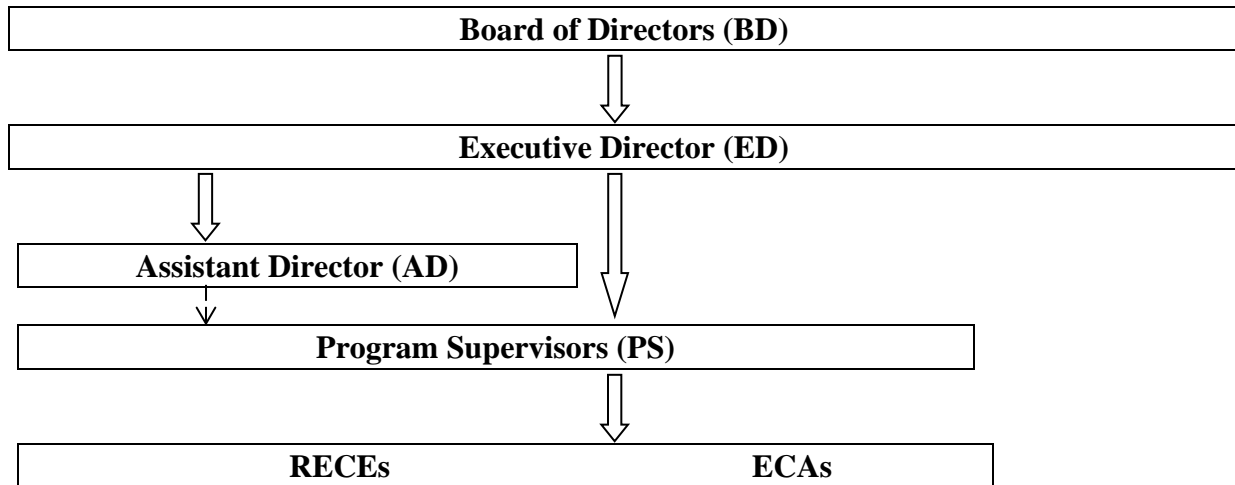 Board of Directors (BD)
Executive Director (ED)
Assistant Director (AD)
Program Supervisors (PS)
RECEs ECAs